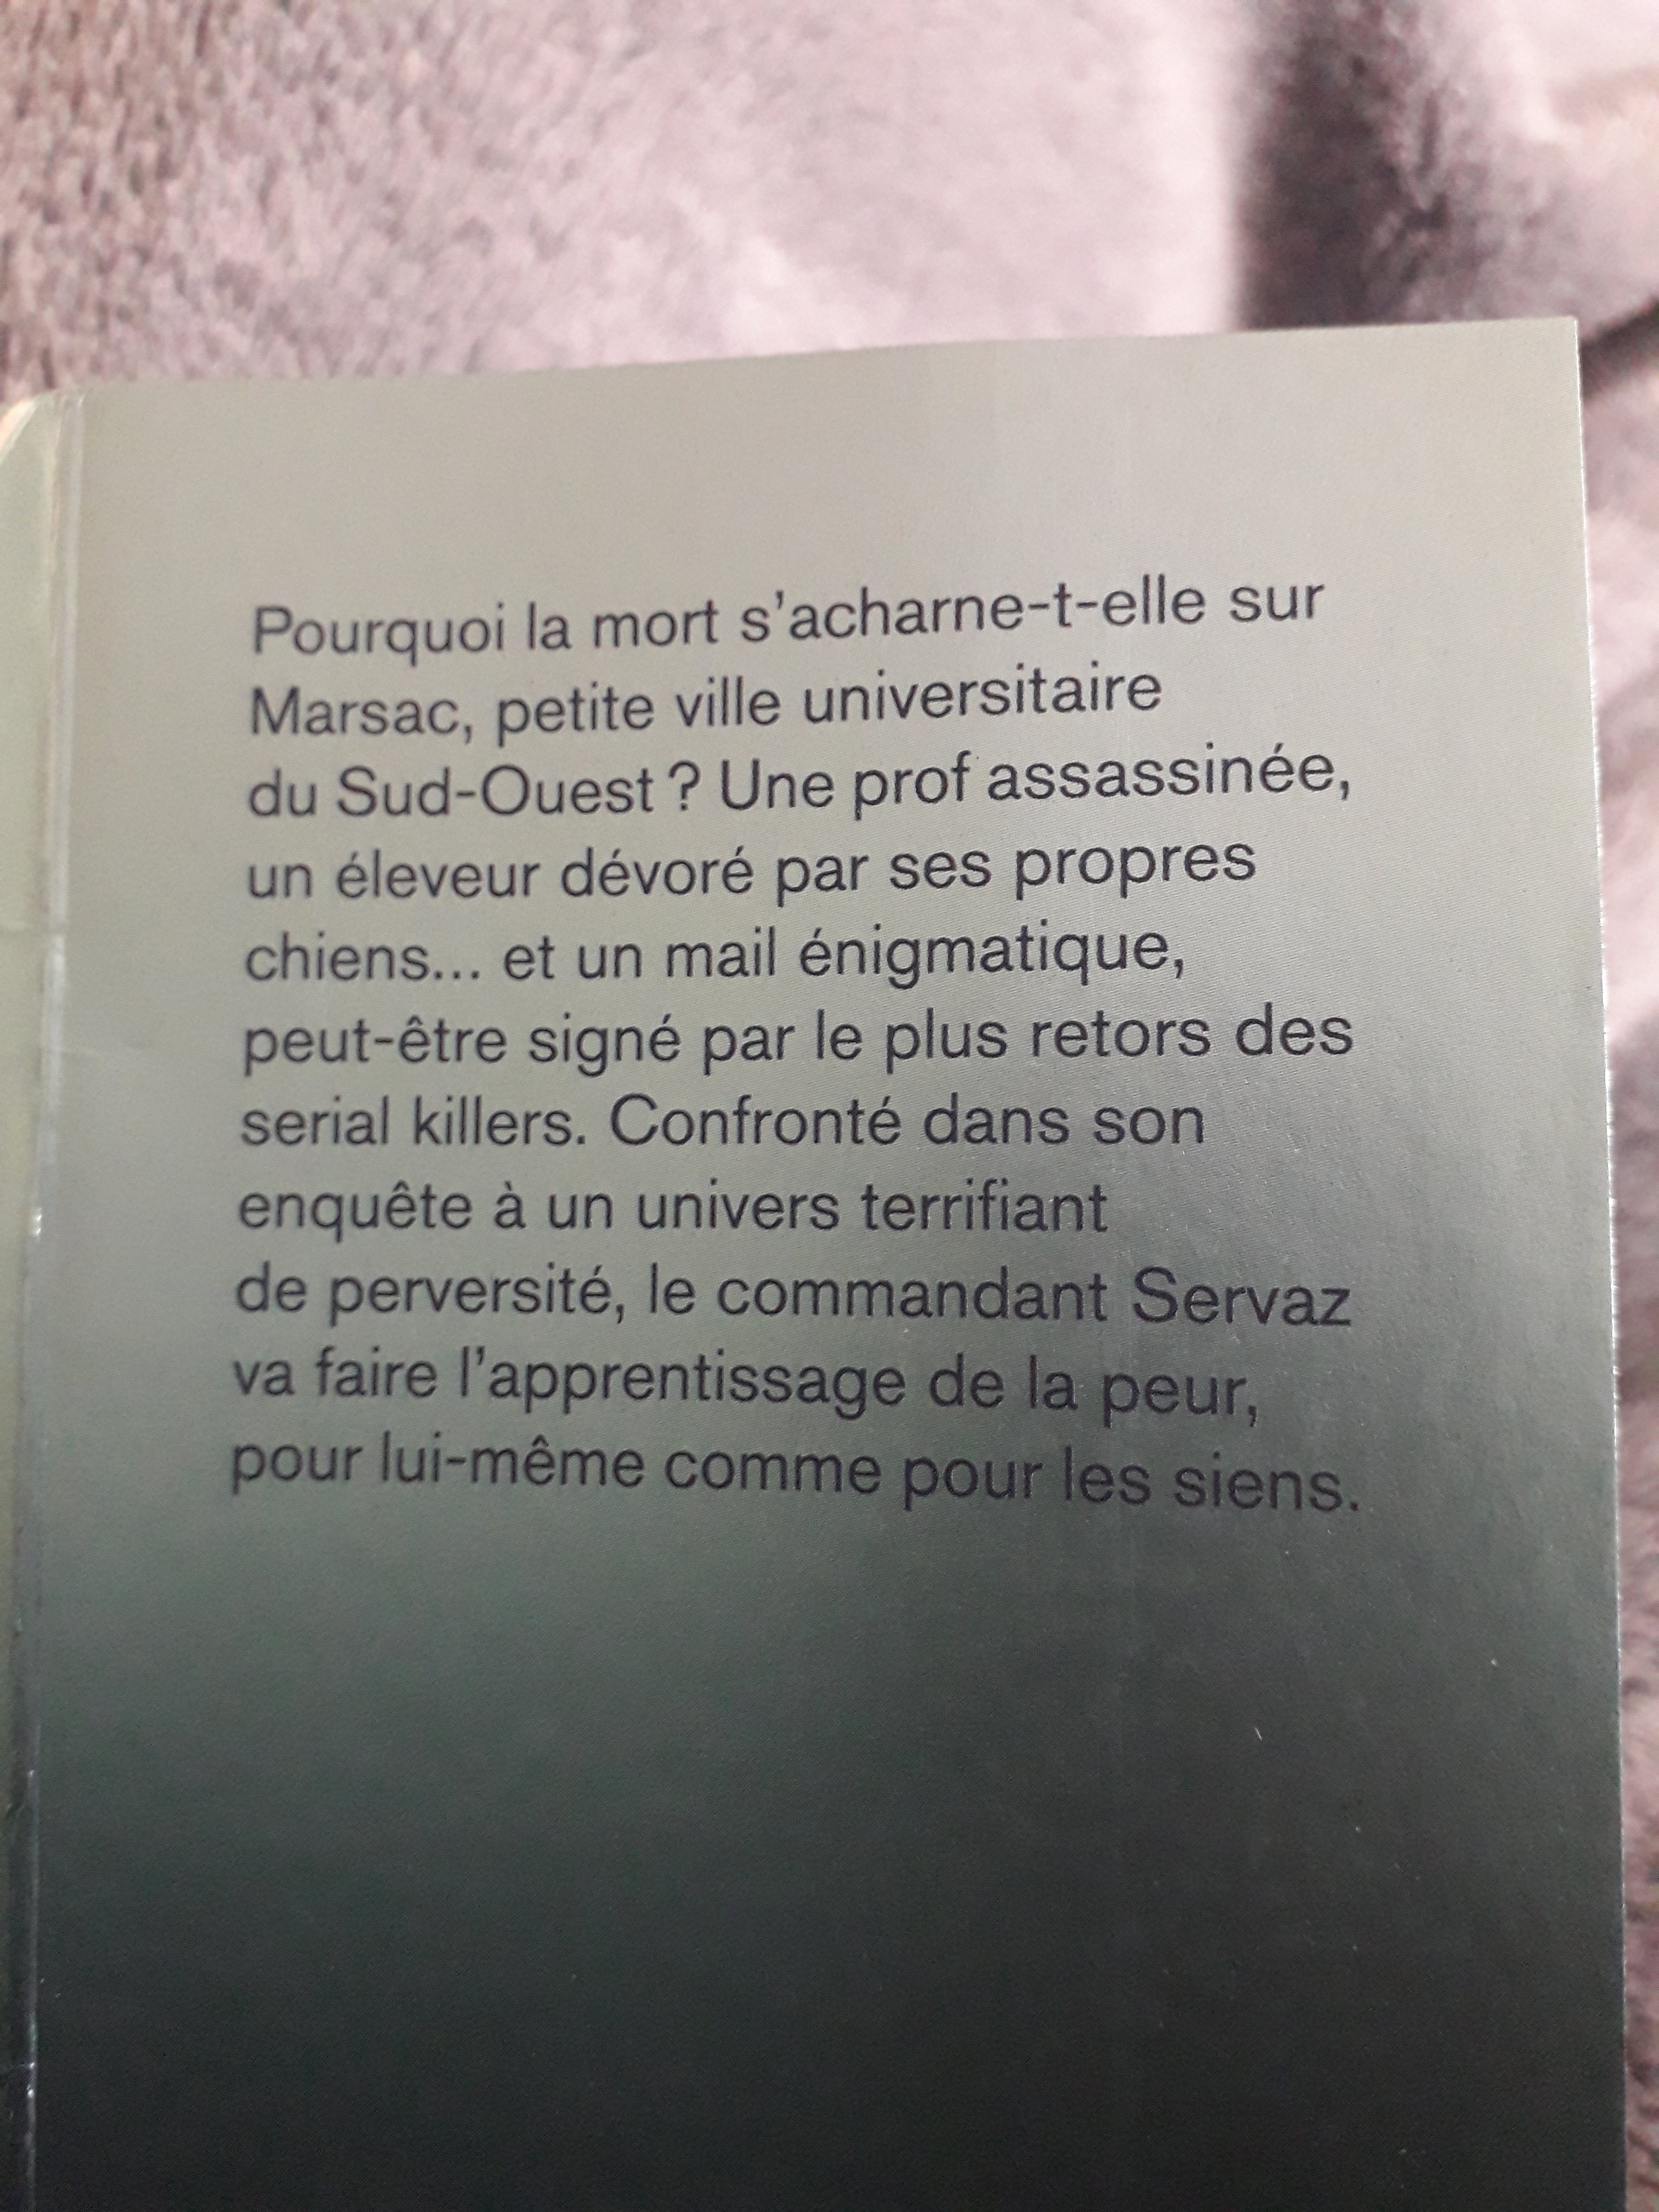 Pourquoi la mort s'acharne-t-elle sur
Marsac, petite ville universitaire
du Sud-Ouest ? Une prof assassinée,
un éleveur dévoré par ses propres
chiens... et un mail énigmatique,
peut-être signé par le plus retors des
serial killers. Confronté dans son
enquête à un univers terrifiant
de perversité, le commandant Servaz
va faire l'apprentissage de la peur,
pour lui-même comme pour les siens.